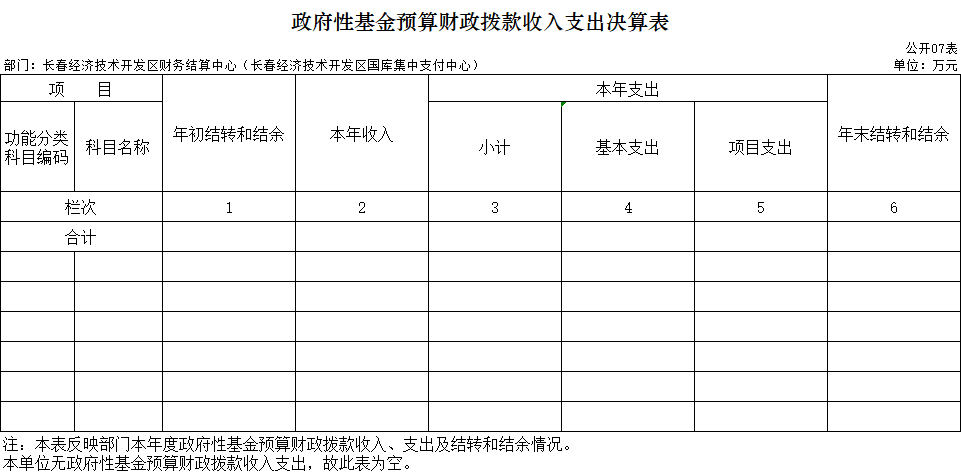 政府性基金预算财政拨款收入支出决算表
公开07表
部门：长春经济技术开发区财务结算中心（长春经济技术开发区国库集中支付中心）
单位：万元
项 目
年初结转和结余
本年收入
本年支出
年末结转和结余
功能分类
科目编码
科目名称
小计
基本支出
项目支出
栏次
1
2
3
4
5
6
合计
注：本表反映部门本年度政府性基金预算财政拨款收入、支出及结转和结余情况。
本单位无政府性基金预算财政拨款收入支出，故此表为空。